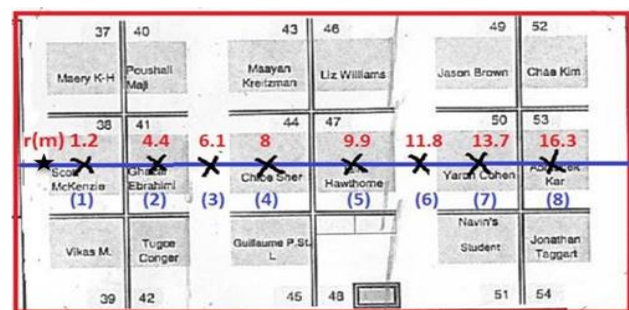 37 40 43 46 49 52
Maery K-H
Poushali
Maji
Maayan
Kreitzman
Liz Williams
Jason Brown
Chae Kim
38 41 44 47 50 53
r(m) 1.2 4.4 6.1 8 9.9 11.8 13.7 16.3
Scott
McKenzie
Ebrahimi
Chloe Sher
Hawthorne
Yaron Cohen
Kar
(1) (2) (3) (4) (5) (6) (7) (8)
Vikas M.
Tugce
Conger
Guillaume P.St.
L
Navin's
Student
Jonathan
Taggart
39 42 45 48 51 54